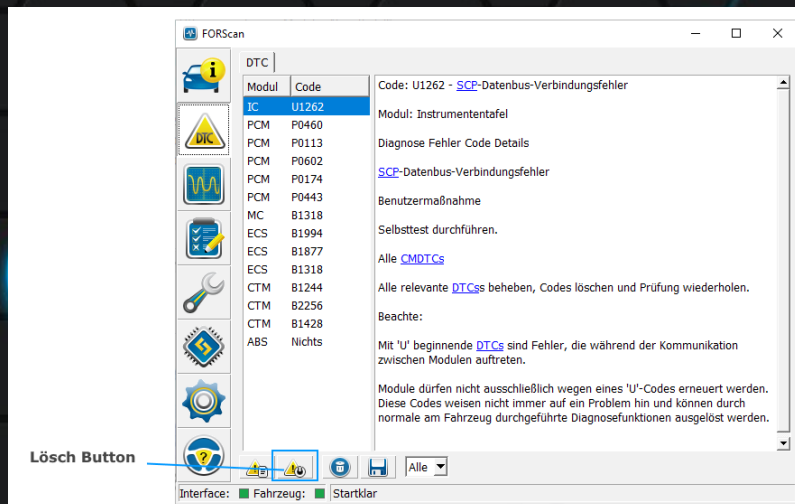 FORScan
DTC
Modul Code
IC U1262
PCM P0460
PCM P0113
PCM P0602
PCM P0174
PCM P0443
MC B1318
ECS B1994
ECS B1877
ECS B1318
CTM B1244
CTM B2256
CTM B1428
ABS Nichts
Code: U1262 - SCP-Datenbus-Verbindungsfehler
Modul: Instrumententafel
Diagnose Fehler Code Details
SCP-Datenbus-Verbindungsfehler
Benutzermaßnahme
Selbsttest durchführen.
Alle CMDTCs
Alle relevante DTCss beheben, Codes löschen und Prüfung wiederholen.
Beachte:
Mit 'U' beginnende DTCs sind Fehler, die während der Kommunikation
zwischen Modulen auftreten.
Module dürfen nicht ausschließlich wegen eines 'U'-Codes erneuert werden.
Diese Codes weisen nicht immer auf ein Problem hin und können durch
normale am Fahrzeug durchgeführte Diagnosefunktionen ausgelöst werden.
i
DTC
?
Lösch Button
Alle
Interface: Fahrzeug: Startklar